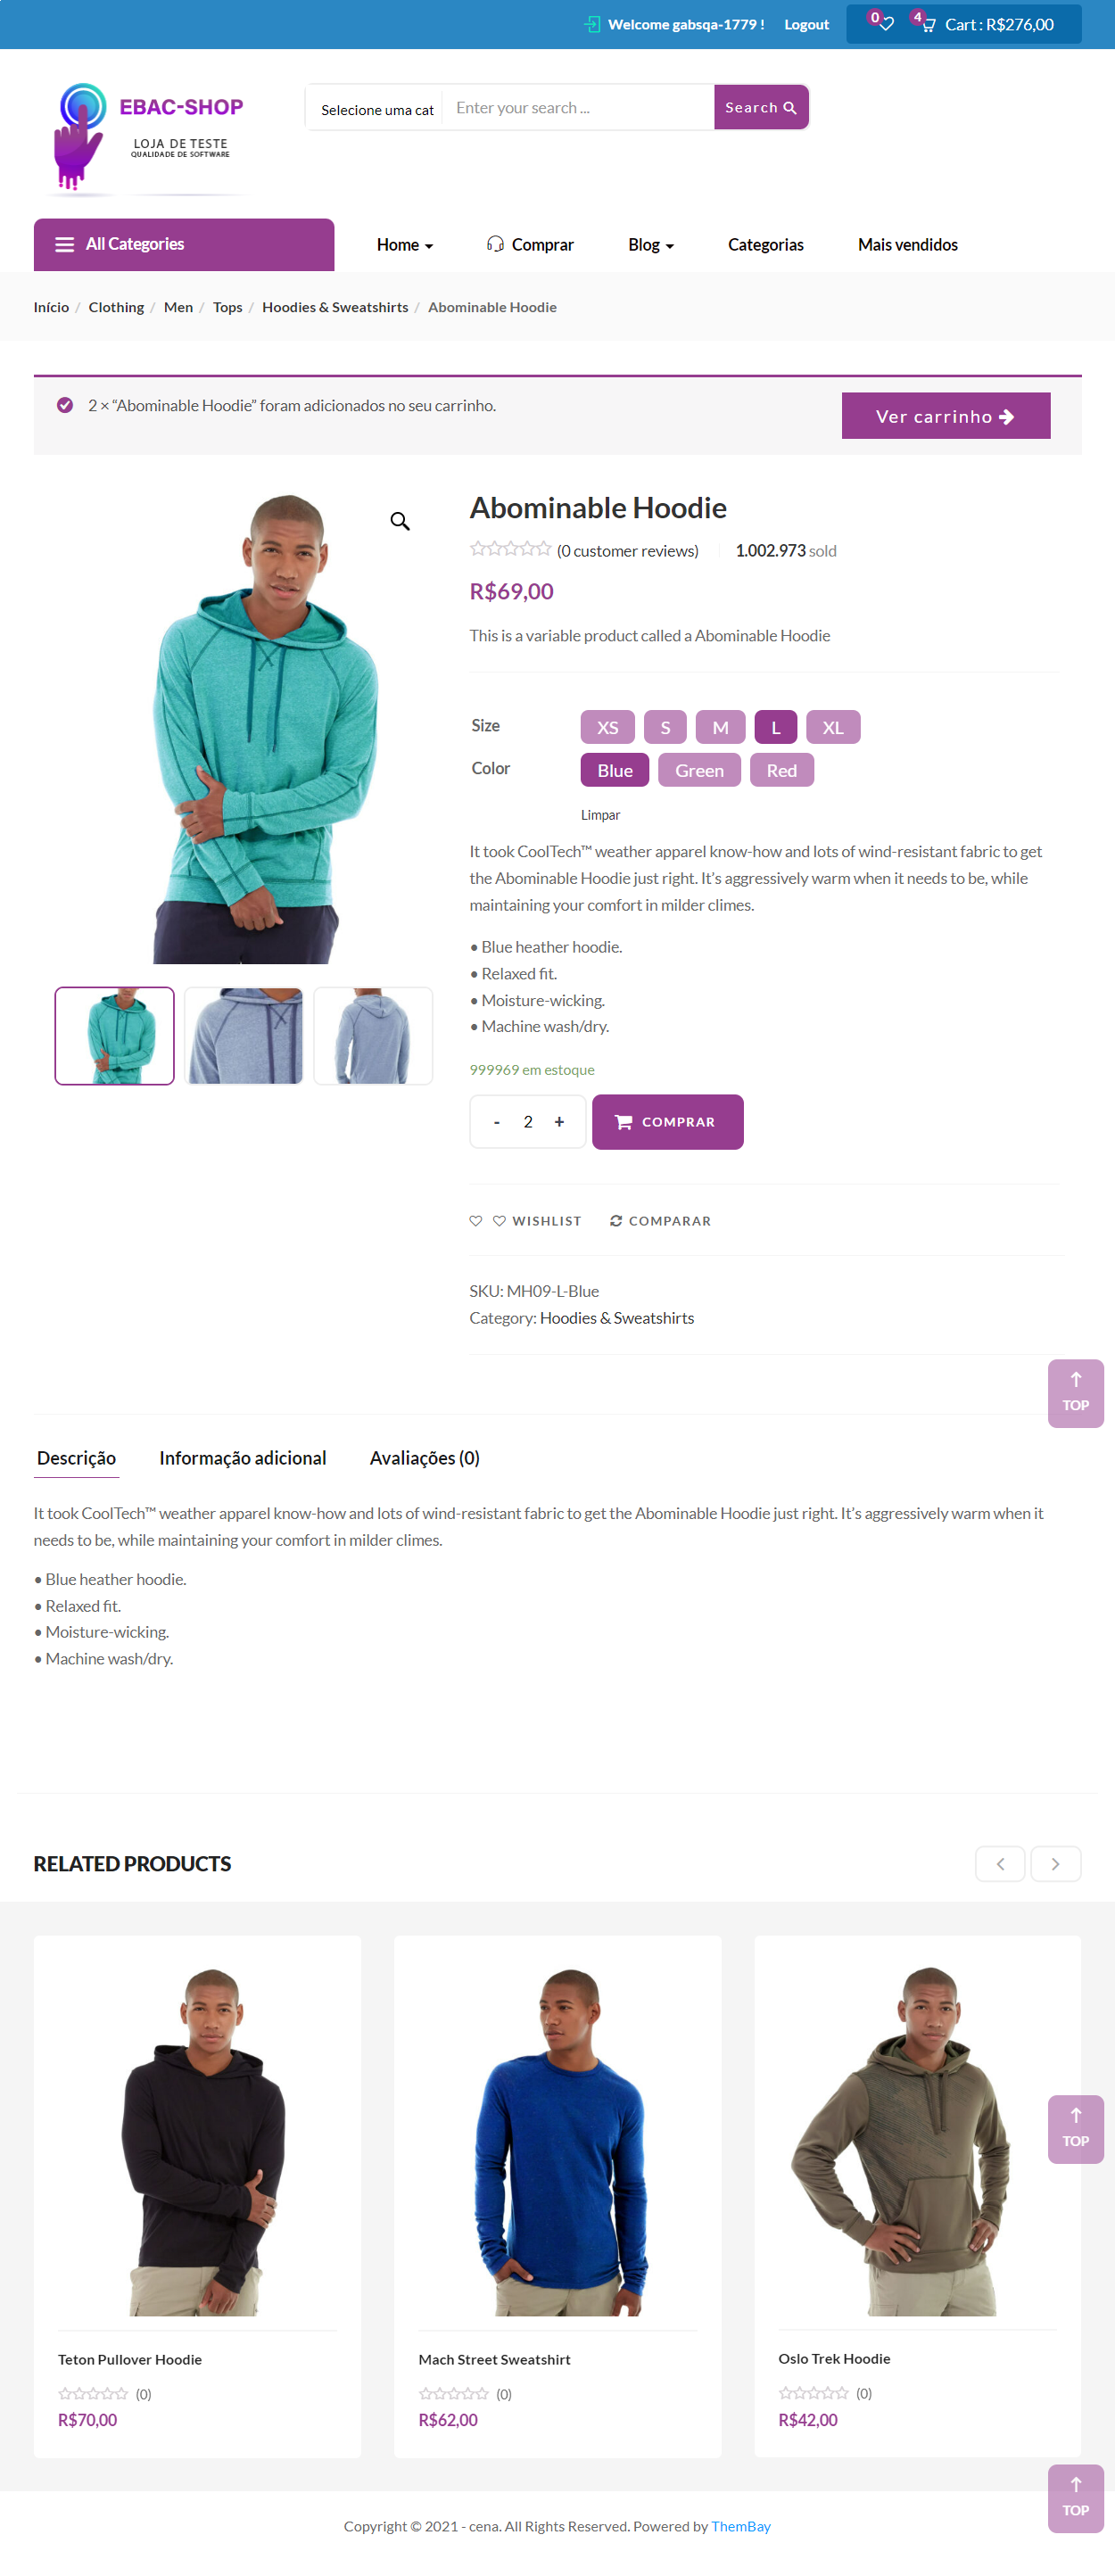 Welcome gabsqa-1779 ! Logout 0 4 Cart : R$276,00
EBAC-SHOP
LOJA DE TESTE
QUALIDADE DE SOFTWARE
Selecione uma cat Enter your search ... Search
All Categories Home Comprar Blog Categorias Mais vendidos
Início / Clothing / Men / Tops / Hoodies & Sweatshirts / Abominable Hoodie
2 × “Abominable Hoodie” foram adicionados no seu carrinho. Ver carrinho
Abominable Hoodie
(0 customer reviews) 1.002.973 sold
R$69,00
This is a variable product called a Abominable Hoodie
Size XS S M L XL
Color Blue Green Red
Limpar
It took CoolTech™ weather apparel know-how and lots of wind-resistant fabric to get
the Abominable Hoodie just right. It’s aggressively warm when it needs to be, while
maintaining your comfort in milder climes.
• Blue heather hoodie.
• Relaxed fit.
• Moisture-wicking.
• Machine wash/dry.
999969 em estoque
- 2 + COMPRAR
WISHLIST COMPARAR
SKU: MH09-L-Blue
Category: Hoodies & Sweatshirts
TOP
Descrição Informação adicional Avaliações (0)
It took CoolTech™ weather apparel know-how and lots of wind-resistant fabric to get the Abominable Hoodie just right. It’s aggressively warm when it
needs to be, while maintaining your comfort in milder climes.
• Blue heather hoodie.
• Relaxed fit.
• Moisture-wicking.
• Machine wash/dry.
RELATED PRODUCTS
TOP
Teton Pullover Hoodie
(0)
R$70,00
Mach Street Sweatshirt
(0)
R$62,00
Oslo Trek Hoodie
(0)
R$42,00
TOP
Copyright © 2021 - cena. All Rights Reserved. Powered by ThemBay